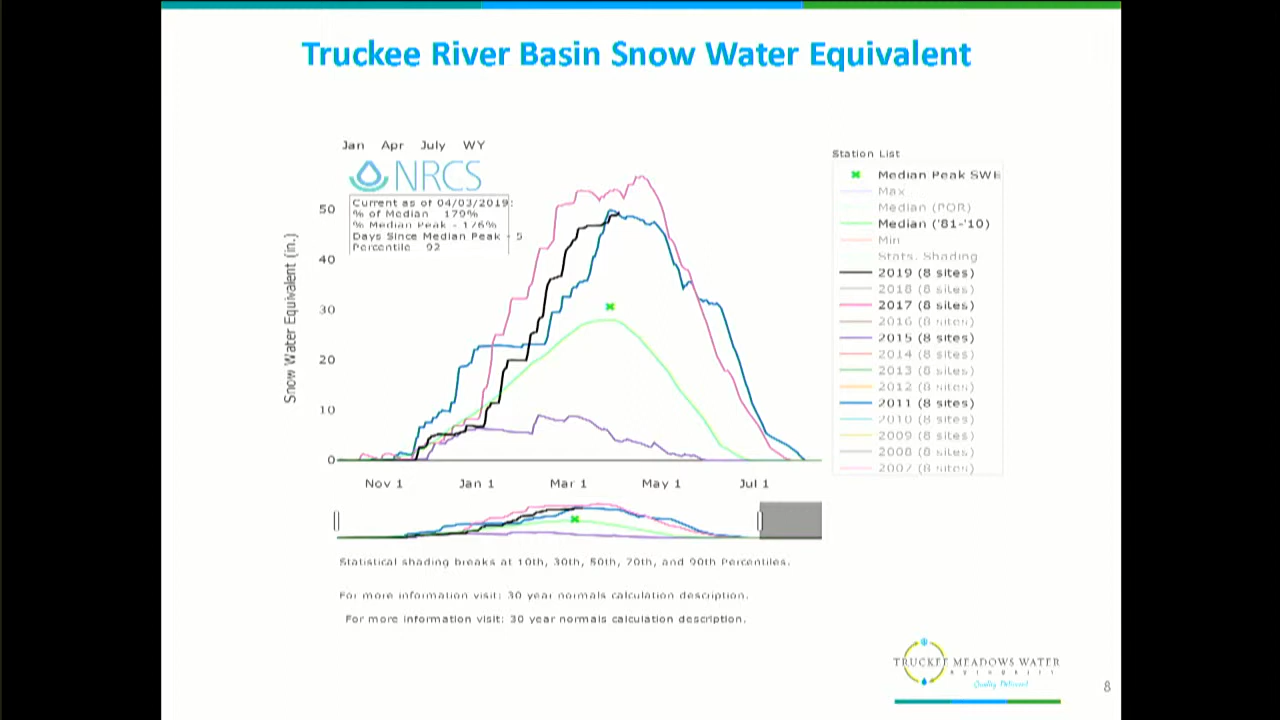 Truckee River Basin Snow Water Equivalent
Jan Apr July WY
NRCS
Current as of 04/03/2019:
% of Median 179%
% Median Peak - 176%
Days Since Median Peak - 5
Percentile 92
Snow Water Equivalent (in.)
50
40
30
20
10
0
Nov 1 Jan 1 Mar 1 May 1 Jul 1
Station List
Median Peak SWE
Max
Median (POR)
Median ('81-'10)
Min
Stats. Shading
2019 (8 sites)
2018 (8 sites)
2017 (8 sites)
2016 (8 sites)
2015 (8 sites)
2014 (8 sites)
2013 (8 sites)
2012 (8 sites)
2011 (8 sites)
2010 (8 sites)
2009 (8 sites)
2008 (8 sites)
2007 (8 sites)
Statistical shading breaks at 10th, 30th, 50th, 70th, and 90th Percentiles.
For more information visit: 30 year normals calculation description.
For more information visit: 30 year normals calculation description.
TRUCKEE MEADOWS WATER
Quality Delivered
8